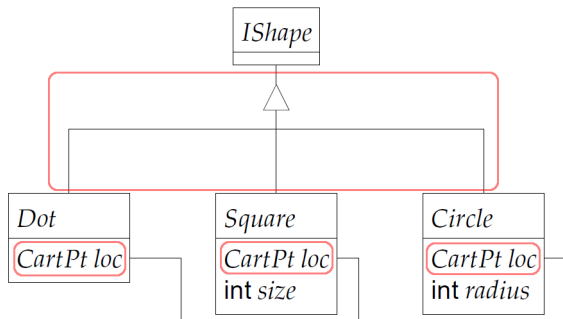 IShape
Dot
CartPt loc
Square
CartPt loc
int size
Circle
CartPt loc
int radius